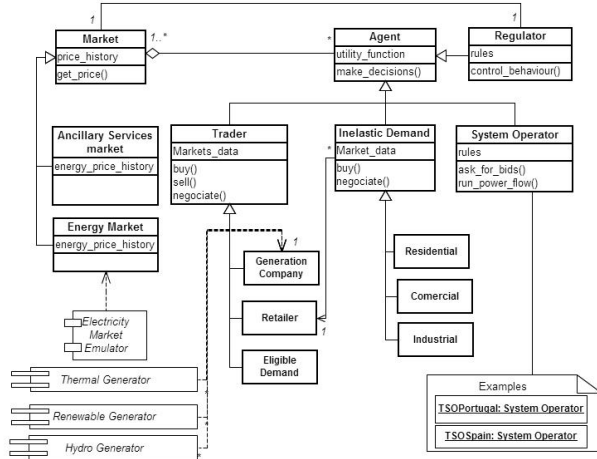 1
1
Market
price_history
get_price()
1..*
*
Agent
utility_function
make_decisions()
Regulator
rules
control_behaviour()
Ancillary Services
market
energy_price_history
Trader
Markets_data
buy()
sell()
negociate()
*
Inelastic Demand
Market_data
buy()
negociate()
System Operator
rules
ask_for_bids()
run_power_flow()
Energy Market
energy_price_history
1
Generation
Company
Residential
Retailer
1
Comercial
Eligible
Demand
Industrial
Electricity
Market
Emulator
Thermal Generator
Renewable Generator
Hydro Generator
*
Examples
TSOPortugal: System Operator
TSOSpain: System Operator